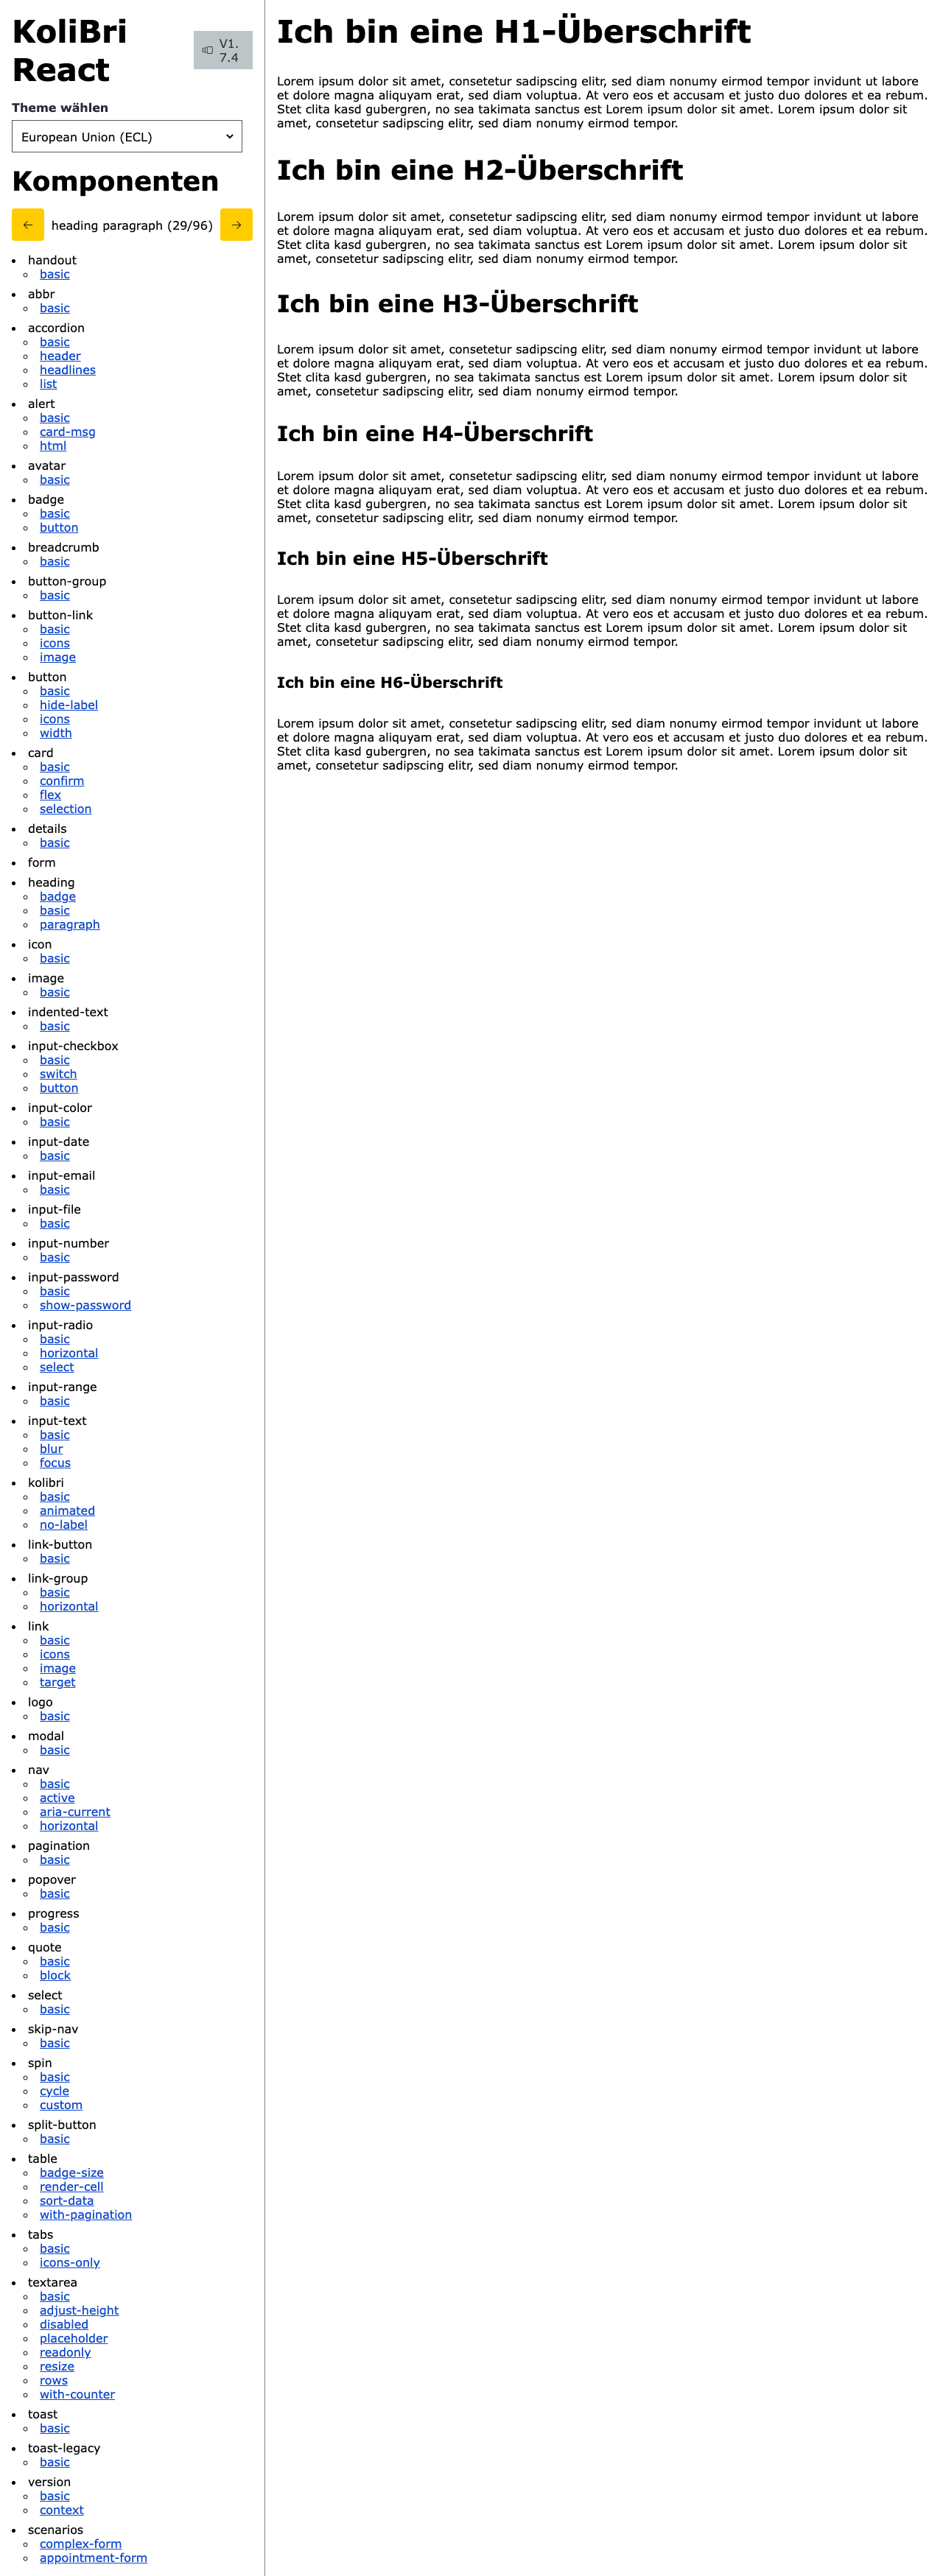 KoliBri
React
V1.
7.4
Theme wählen
European Union (ECL)
Komponenten
heading paragraph (29/96)
handout
basic
abbr
basic
accordion
basic
header
headlines
list
alert
basic
card-msg
html
avatar
basic
badge
basic
button
breadcrumb
basic
button-group
basic
button-link
basic
icons
image
button
basic
hide-label
icons
width
card
basic
confirm
flex
selection
details
basic
form
heading
badge
basic
paragraph
icon
basic
image
basic
indented-text
basic
input-checkbox
basic
switch
button
input-color
basic
input-date
basic
input-email
basic
input-file
basic
input-number
basic
input-password
basic
show-password
input-radio
basic
horizontal
select
input-range
basic
input-text
basic
blur
focus
kolibri
basic
animated
no-label
link-button
basic
link-group
basic
horizontal
link
basic
icons
image
target
logo
basic
modal
basic
nav
basic
active
aria-current
horizontal
pagination
basic
popover
basic
progress
basic
quote
basic
block
select
basic
skip-nav
basic
spin
basic
cycle
custom
split-button
basic
table
badge-size
render-cell
sort-data
with-pagination
tabs
basic
icons-only
textarea
basic
adjust-height
disabled
placeholder
readonly
resize
rows
with-counter
toast
basic
toast-legacy
basic
version
basic
context
scenarios
complex-form
appointment-form
Ich bin eine H1-Überschrift
Lorem ipsum dolor sit amet, consetetur sadipscing elitr, sed diam nonumy eirmod tempor invidunt ut labore
et dolore magna aliquyam erat, sed diam voluptua. At vero eos et accusam et justo duo dolores et ea rebum.
Stet clita kasd gubergren, no sea takimata sanctus est Lorem ipsum dolor sit amet. Lorem ipsum dolor sit
amet, consetetur sadipscing elitr, sed diam nonumy eirmod tempor.
Ich bin eine H2-Überschrift
Lorem ipsum dolor sit amet, consetetur sadipscing elitr, sed diam nonumy eirmod tempor invidunt ut labore
et dolore magna aliquyam erat, sed diam voluptua. At vero eos et accusam et justo duo dolores et ea rebum.
Stet clita kasd gubergren, no sea takimata sanctus est Lorem ipsum dolor sit amet. Lorem ipsum dolor sit
amet, consetetur sadipscing elitr, sed diam nonumy eirmod tempor.
Ich bin eine H3-Überschrift
Lorem ipsum dolor sit amet, consetetur sadipscing elitr, sed diam nonumy eirmod tempor invidunt ut labore
et dolore magna aliquyam erat, sed diam voluptua. At vero eos et accusam et justo duo dolores et ea rebum.
Stet clita kasd gubergren, no sea takimata sanctus est Lorem ipsum dolor sit amet. Lorem ipsum dolor sit
amet, consetetur sadipscing elitr, sed diam nonumy eirmod tempor.
Ich bin eine H4-Überschrift
Lorem ipsum dolor sit amet, consetetur sadipscing elitr, sed diam nonumy eirmod tempor invidunt ut labore
et dolore magna aliquyam erat, sed diam voluptua. At vero eos et accusam et justo duo dolores et ea rebum.
Stet clita kasd gubergren, no sea takimata sanctus est Lorem ipsum dolor sit amet. Lorem ipsum dolor sit
amet, consetetur sadipscing elitr, sed diam nonumy eirmod tempor.
Ich bin eine H5-Überschrift
Lorem ipsum dolor sit amet, consetetur sadipscing elitr, sed diam nonumy eirmod tempor invidunt ut labore
et dolore magna aliquyam erat, sed diam voluptua. At vero eos et accusam et justo duo dolores et ea rebum.
Stet clita kasd gubergren, no sea takimata sanctus est Lorem ipsum dolor sit amet. Lorem ipsum dolor sit
amet, consetetur sadipscing elitr, sed diam nonumy eirmod tempor.
Ich bin eine H6-Überschrift
Lorem ipsum dolor sit amet, consetetur sadipscing elitr, sed diam nonumy eirmod tempor invidunt ut labore
et dolore magna aliquyam erat, sed diam voluptua. At vero eos et accusam et justo duo dolores et ea rebum.
Stet clita kasd gubergren, no sea takimata sanctus est Lorem ipsum dolor sit amet. Lorem ipsum dolor sit
amet, consetetur sadipscing elitr, sed diam nonumy eirmod tempor.